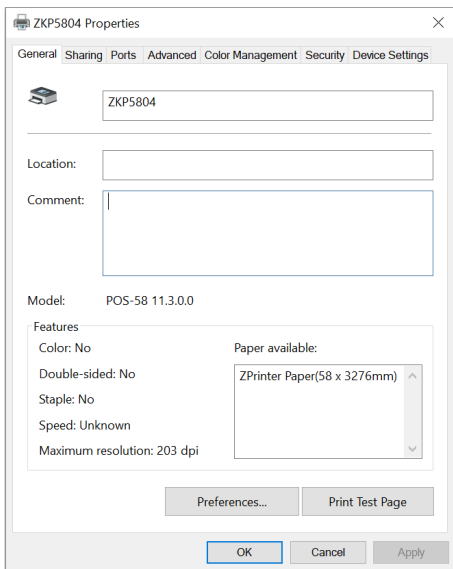 ZKP5804 Properties
General Sharing Ports Advanced Color Management Security Device Settings
ZKP5804
Location:
Comment:
Model: POS-58 11.3.0.0
Features
Color: No
Paper available:
Double-sided: No
ZPrinter Paper(58 x 3276mm)
Staple: No
Speed: Unknown
Maximum resolution: 203 dpi
Preferences... Print Test Page
OK Cancel Apply